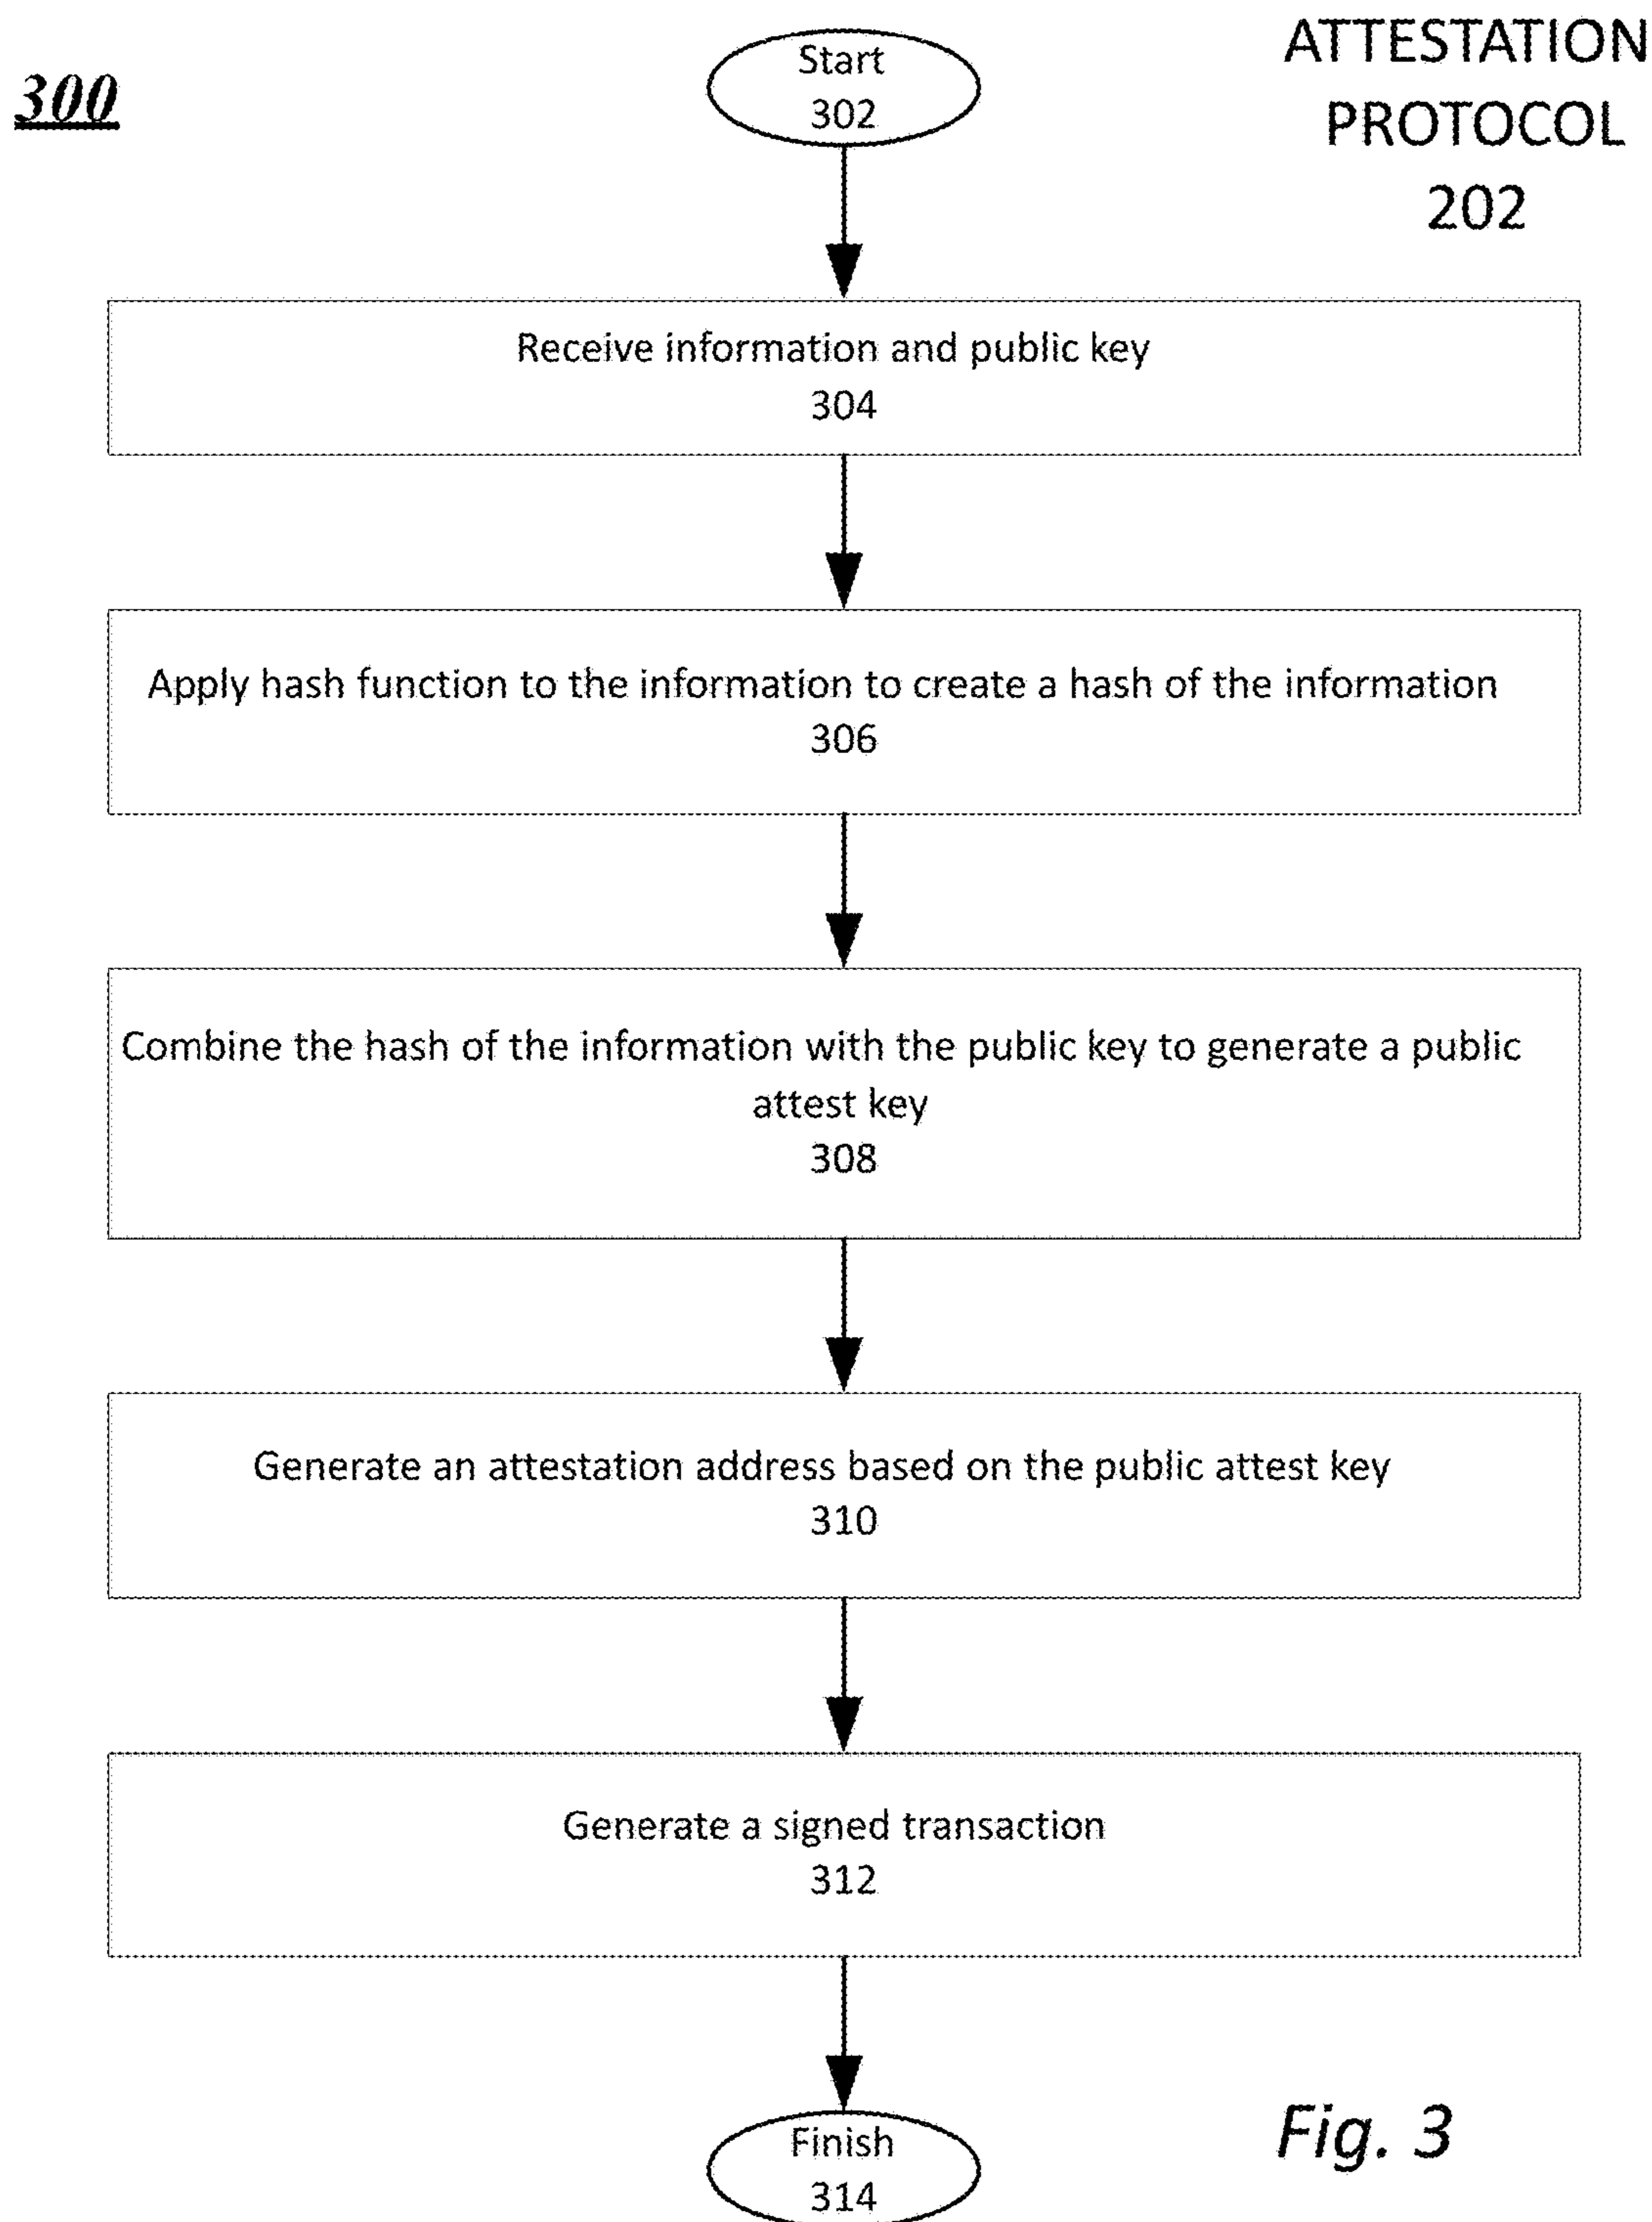 300
ATTESTATION
PROTOCOL
202
Start
302
Receive information and public key
304
Apply hash function to the information to create a hash of the information
306
Combine the hash of the information with the public key to generate a public
attest key
308
Generate an attestation address based on the public attest key
310
Generate a signed transaction
312
Finish
314
Fig. 3